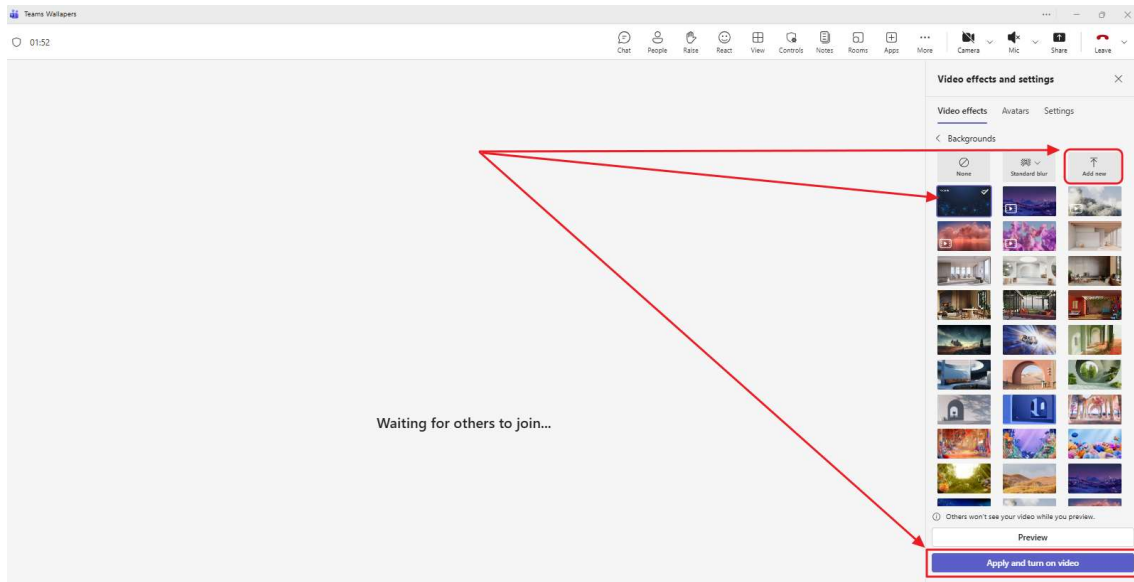 Teams Wallapers
01:52
Chat People Raise React View Controls Notes Rooms Apps More Camera Mic Share Leave
Video effects and settings
Video effects Avatars Settings
Backgrounds
None Standard blur Add new
Waiting for others to join...
Others won't see your video while you preview.
Preview
Apply and turn on video